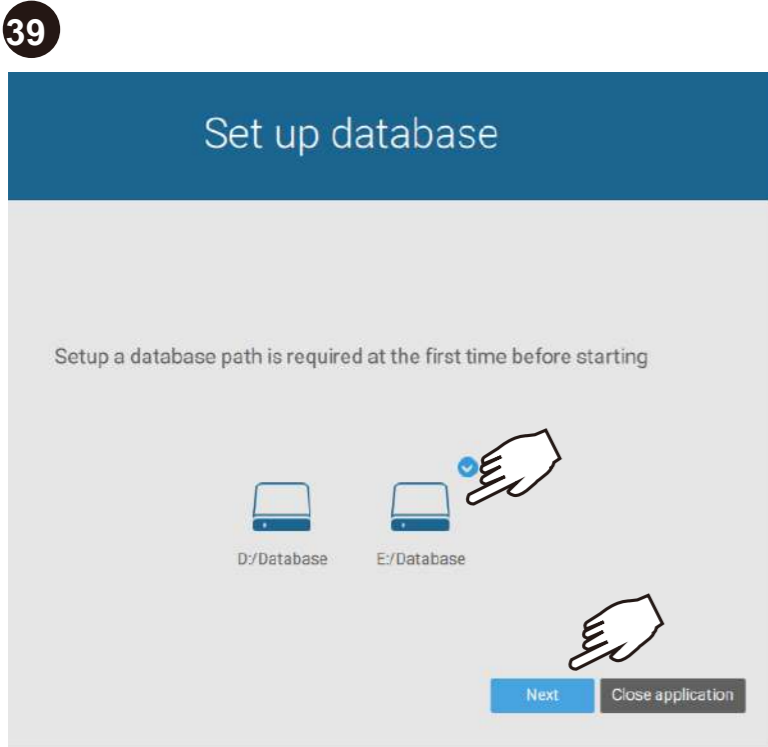 39
Set up database
Setup a database path is required at the first time before starting
D:/Database E:/Database
Next Close application